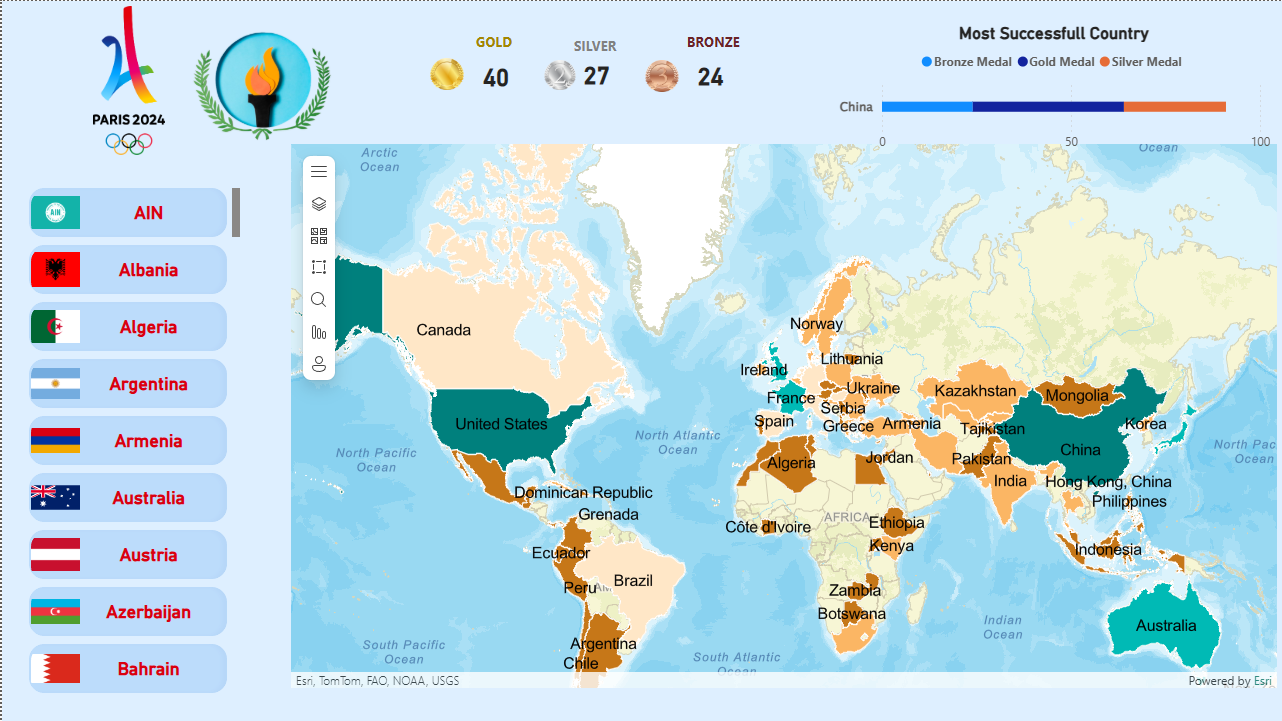 PARIS 2024
GOLD
40
SILVER
27
BRONZE
24
Most Successfull Country
Bronze Medal Gold Medal Silver Medal
China
0 50 100
AIN
AIN
Albania
Algeria
Argentina
Armenia
Australia
Austria
Azerbaijan
Bahrain
Arctic
Ocean
Ocean
Canada
Norway
Lithuania
Ireland
Ukraine
France
Serbia
Kazakhstan
Mongolia
United States
Spain
Greece
Armenia
Tajikistan
Korea
North Atlantic
Ocean
China
North Pacific
Ocean
North Pac
Ocean
Algeria
Jordan
Pakistan
India
Hong Kong, China
Dominican Republic
Philippines
Grenada
AFRICA
Côte d'Ivoire
Ethiopia
Kenya
Ecuador
Indonesia
Brazil
Peru
Zambia
Botswana
Indian
Ocean
Australia
South Pacific
Ocean
Argentina
Chile
South Atlantic
Ocean
Esri, TomTom, FAO, NOAA, USGS
Powered by Esri